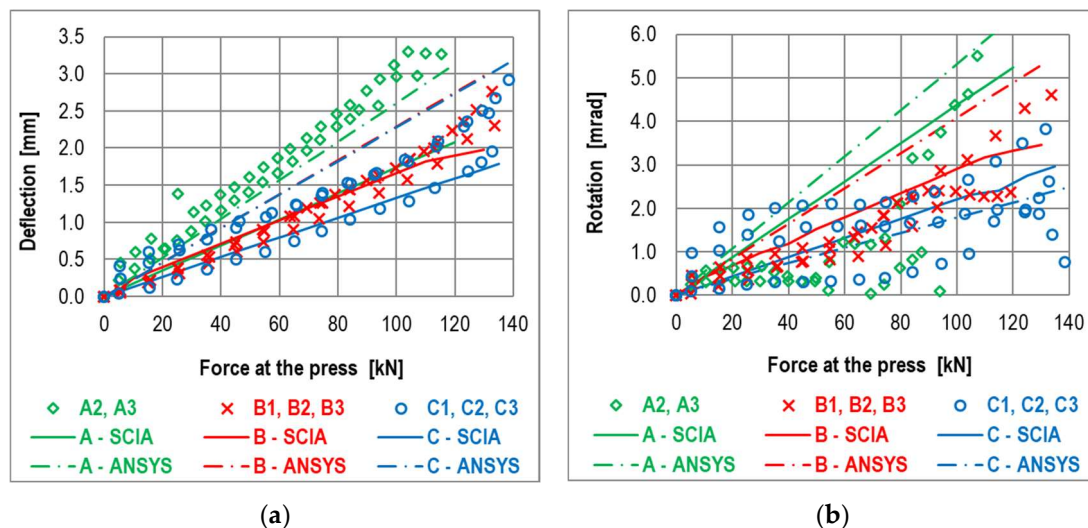 3.5
3.0
2.5
2.0
1.5
1.0
0.5
0.0
Deflection [mm]
0 20 40 60 80 100 120 140
Force at the press [kN]
A2, A3 B1, B2, B3 C1, C2, C3
A - SCIA B - SCIA C - SCIA
A - ANSYS B - ANSYS C - ANSYS
(a)
6.0
5.0
4.0
3.0
2.0
1.0
0.0
Rotation [mrad]
0 20 40 60 80 100 120 140
Force at the press [kN]
A2, A3 B1, B2, B3 C1, C2, C3
A - SCIA B - SCIA C - SCIA
A - ANSYS B - ANSYS C - ANSYS
(b)